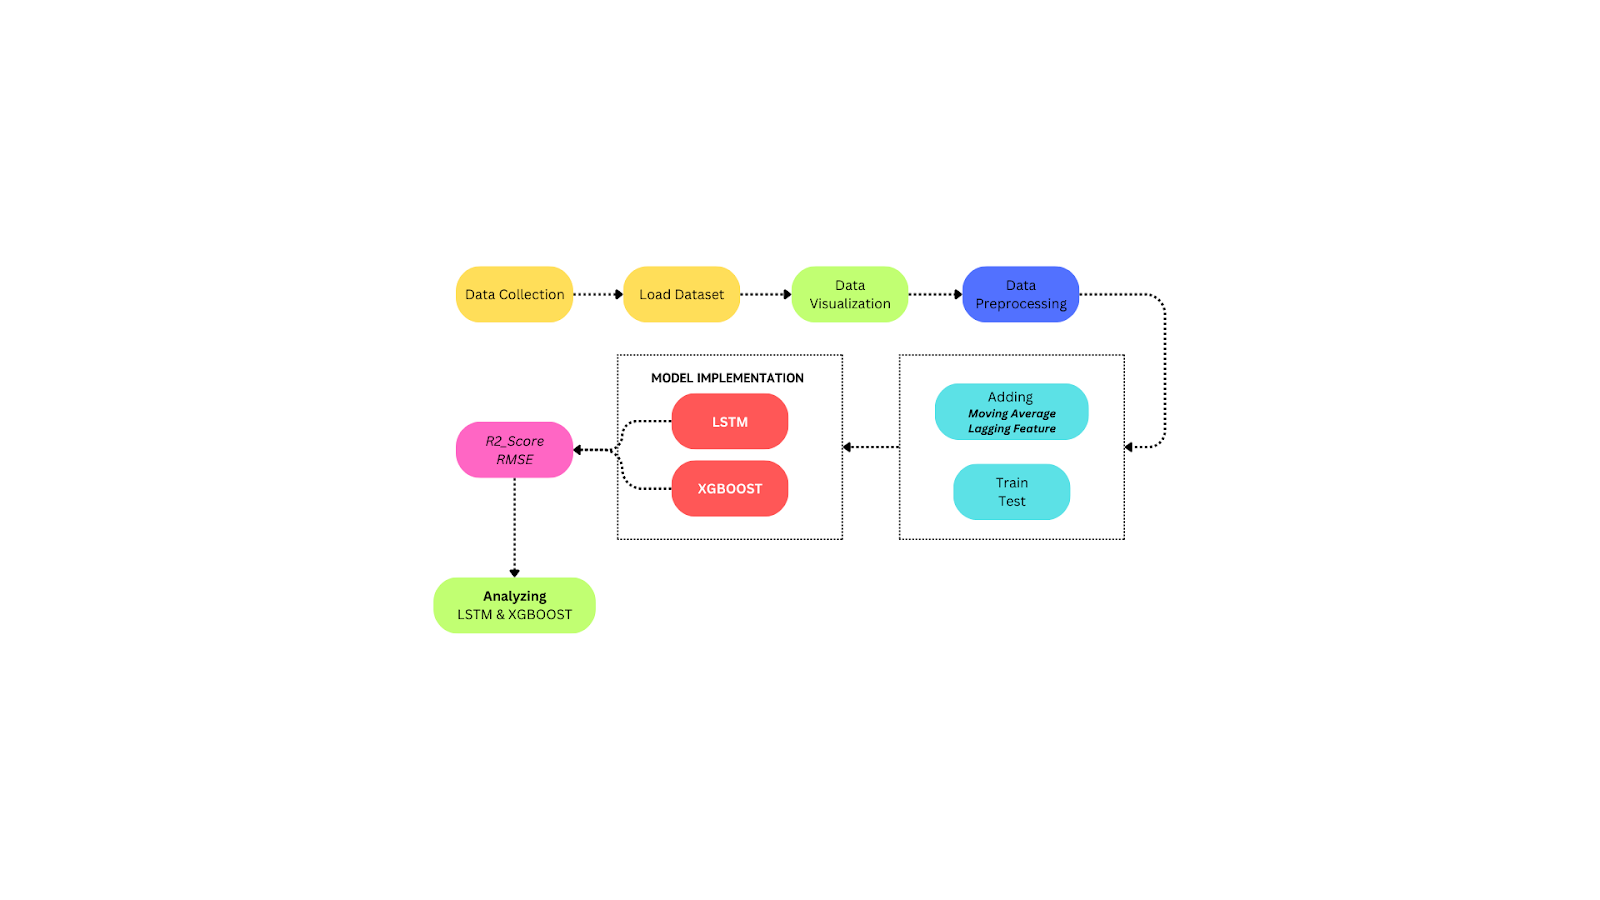 Data Collection
Load Dataset
Data
Visualization
Data
Preprocessing
MODEL IMPLEMENTATION
LSTM
XGBOOST
Adding
Moving Average
Lagging Feature
Train
Test
R2_Score
RMSE
Analyzing
LSTM & XGBOOST